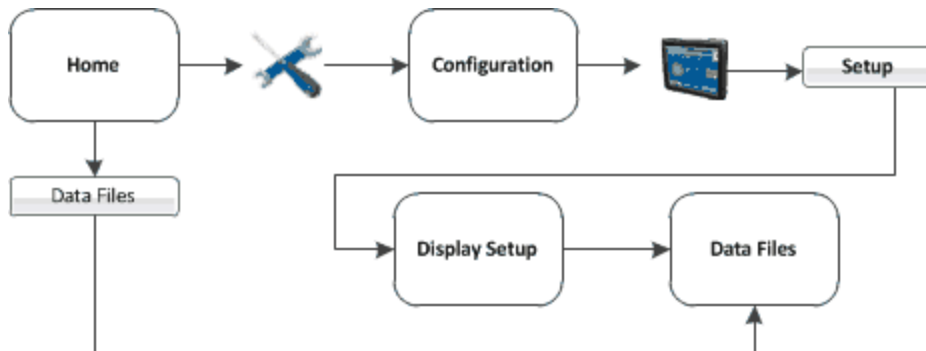 Home
Configuration
Setup
Data Files
Display Setup
Data Files